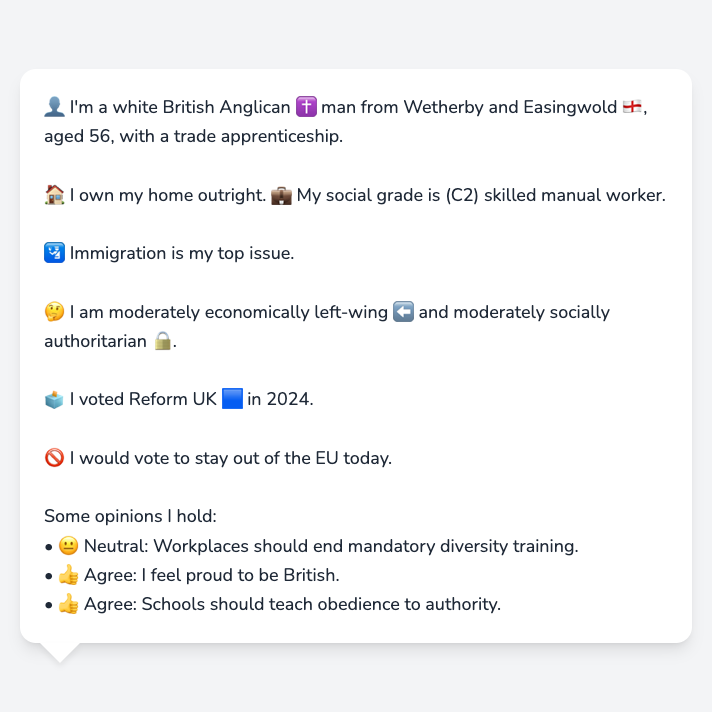 👤 I'm a white British Anglican ✝️ man from Wetherby and Easingwold 🏴󠁧󠁢󠁥󠁮󠁧󠁿,
aged 56, with a trade apprenticeship.
🏠 I own my home outright. 💼 My social grade is (C2) skilled manual worker.
🛂 Immigration is my top issue.
🤔 I am moderately economically left-wing ⬅️ and moderately socially
authoritarian 🔒.
🗳️ I voted Reform UK 🟦 in 2024.
🚫 I would vote to stay out of the EU today.
Some opinions I hold:
• 😐 Neutral: Workplaces should end mandatory diversity training.
• 👍 Agree: I feel proud to be British.
• 👍 Agree: Schools should teach obedience to authority.